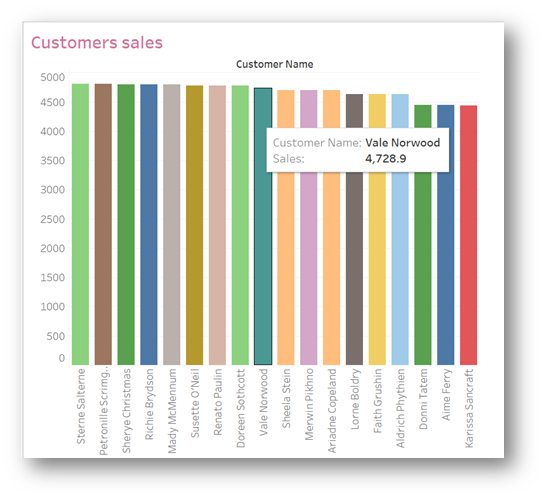 Customers sales
Customer Name
5000
4500
4000
3500
3000
2500
2000
1500
1000
500
0
Customer Name: Vale Norwood
Sales: 4,728.9
Sterne Salterne
Petronille Scrimg..
Sherye Christmas
Richie Brydson
Mady McMennum
Susette O'Neil
Renato Paulin
Doreen Sothcott
Vale Norwood
Sheela Stein
Merwin Pikhno
Ariadne Copeland
Lorne Boldry
Faith Grushin
Aldrich Phythien
Donni Tatem
Aime Ferry
Karissa Sancraft